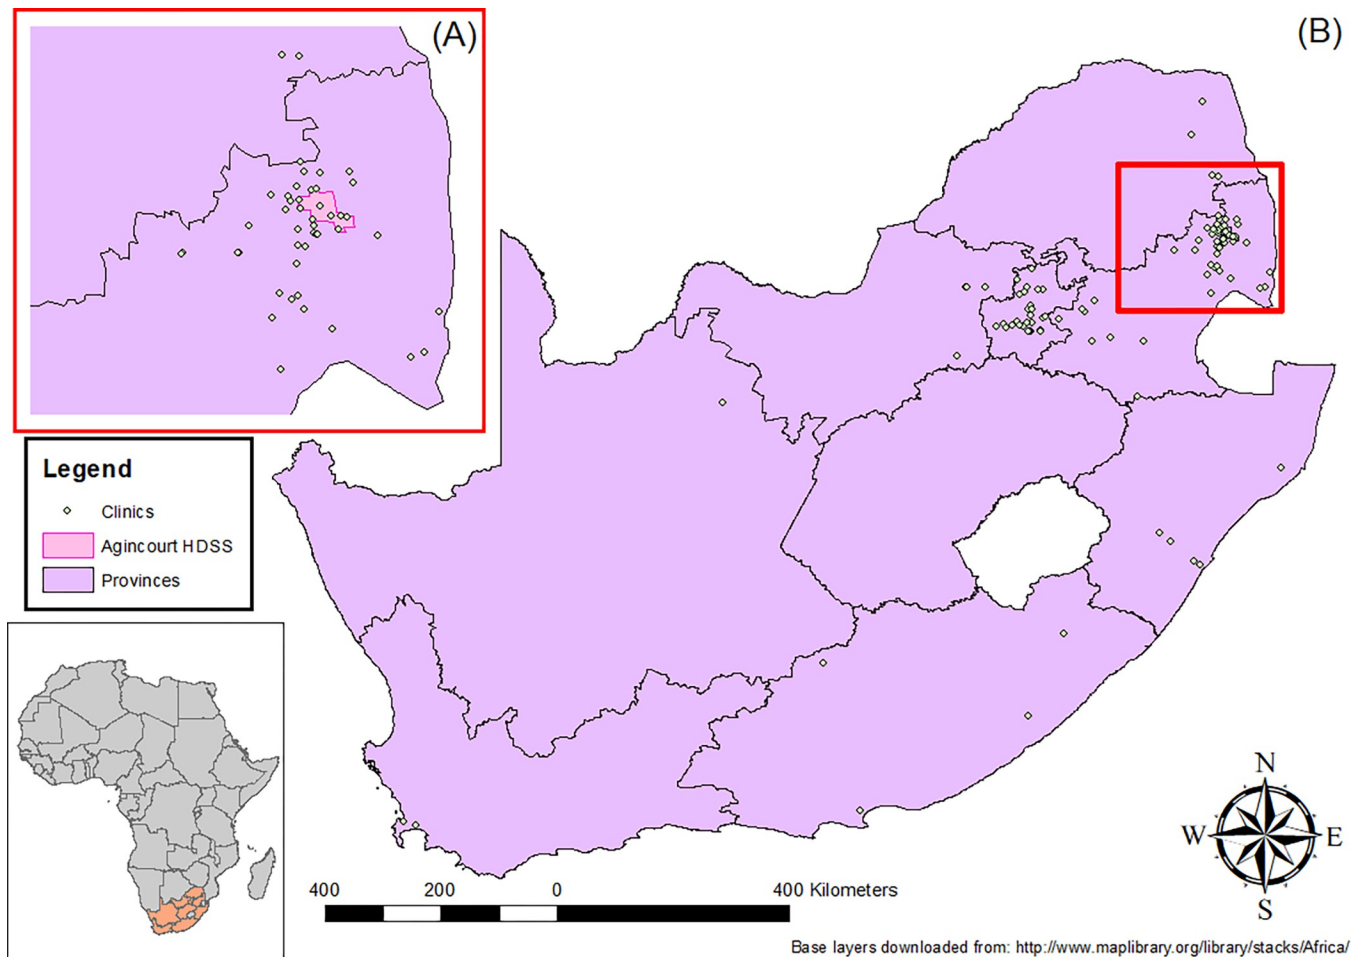 (A)
(B)
Legend
Clinics
Agincourt HDSS
Provinces
N
W
E
S
400 200 0 400 Kilometers
Base layers downloaded from: http://www.maplibrary.org/library/stacks/Africa/